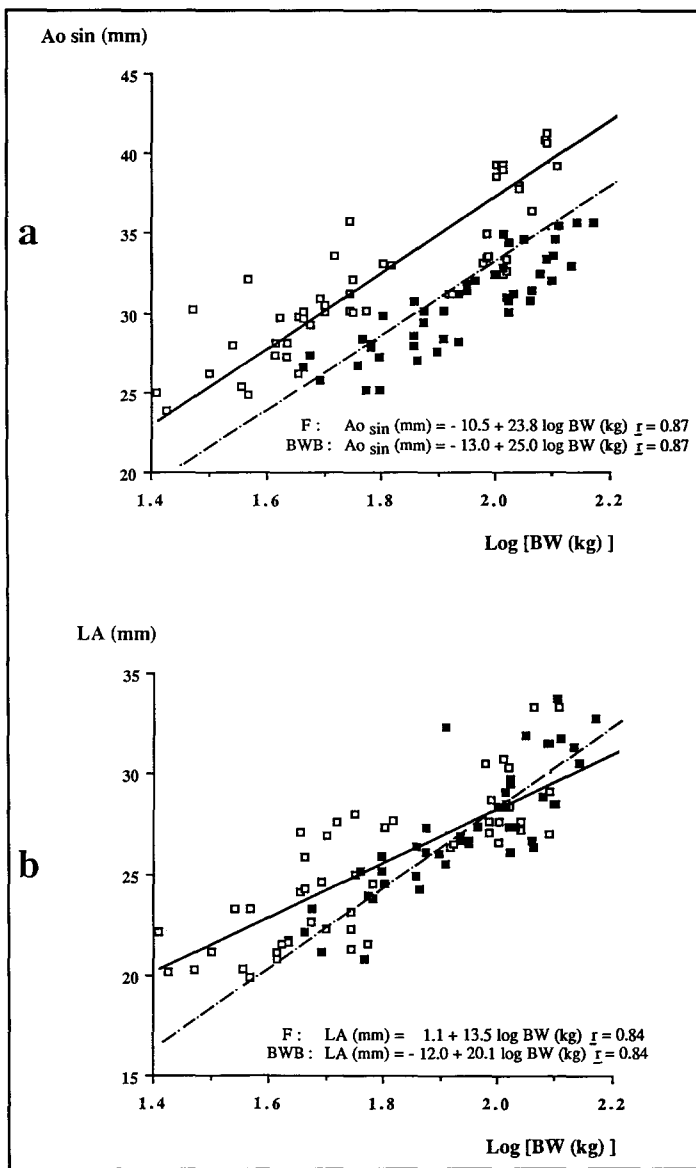 Ao sin (mm)
45
40
35
30
25
20
a
F : Ao sin (mm) = - 10.5 + 23.8 log BW (kg) r = 0.87
BWB : Ao sin (mm) = - 13.0 + 25.0 log BW (kg) r = 0.87
1.4 1.6 1.8 2.0 2.2
Log [BW (kg) ]
LA (mm)
35
30
25
20
15
b
F : LA (mm) = 1.1 + 13.5 log BW (kg) r = 0.84
BWB : LA (mm) = - 12.0 + 20.1 log BW (kg) r = 0.84
1.4 1.6 1.8 2.0 2.2
Log [BW (kg) ]